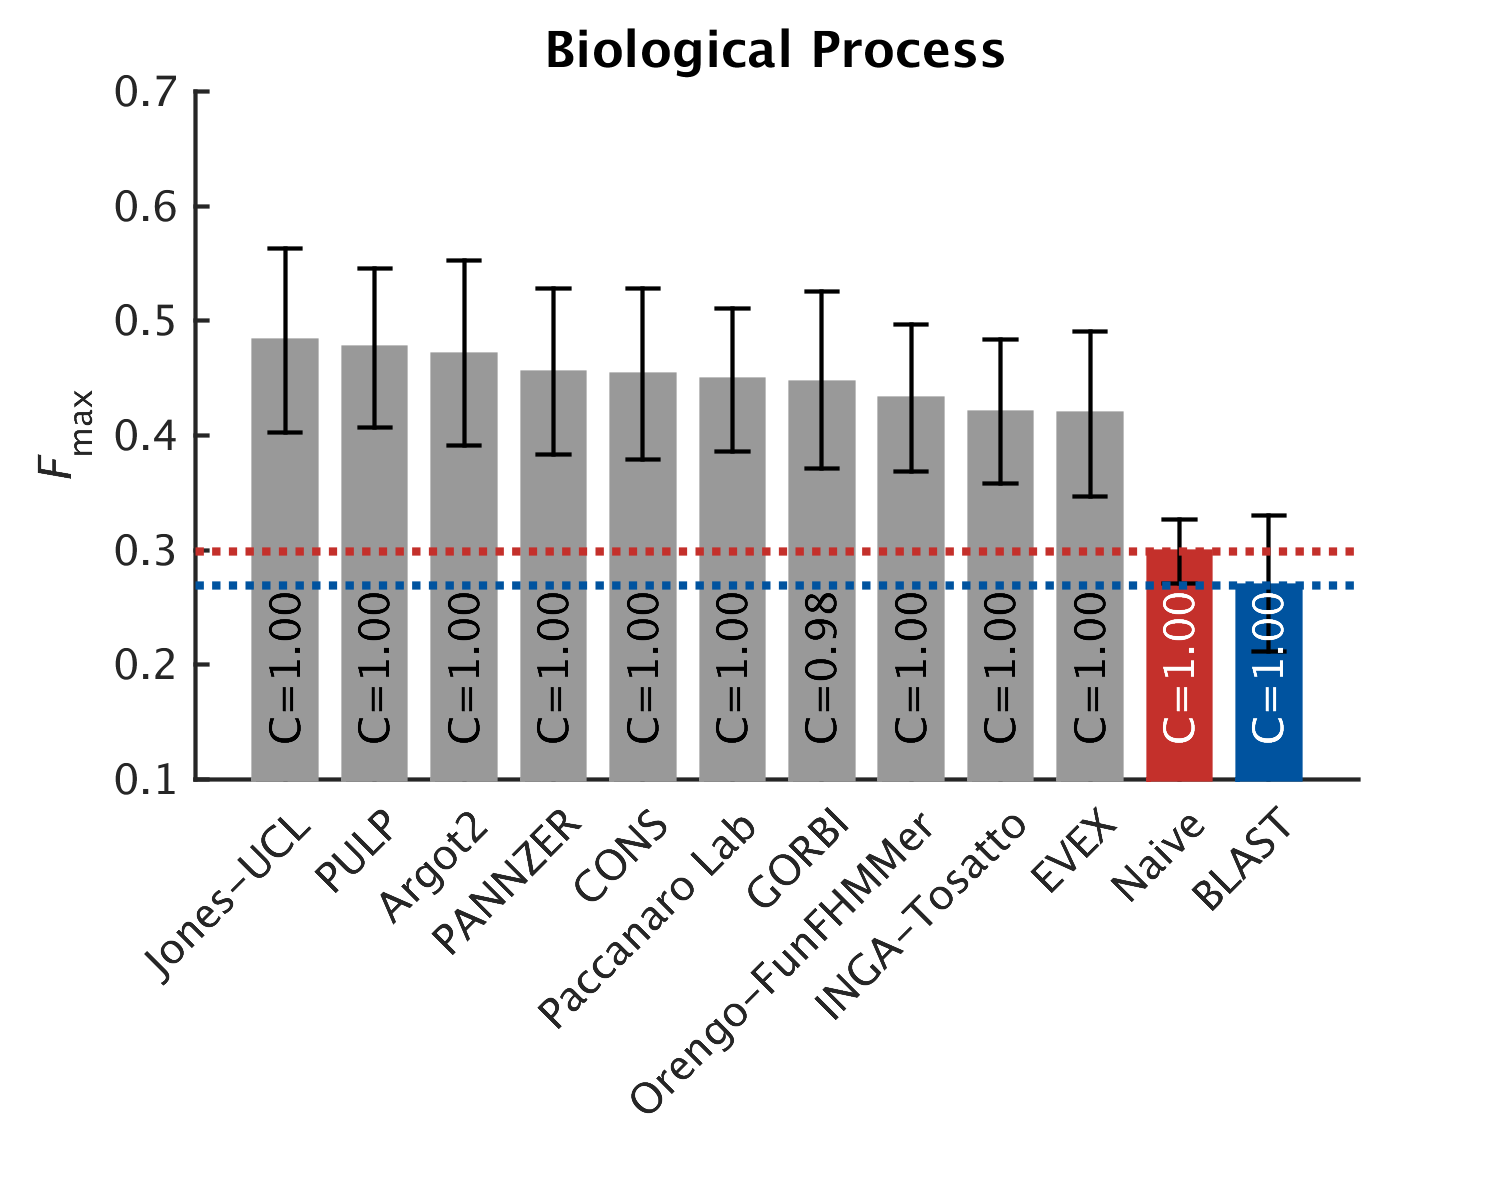 Biological Process
0.7
0.6
0.5
0.4
0.3
0.2
0.1
Fmax
C=1.00
C=1.00
C=1.00
C=1.00
C=1.00
C=1.00
C=0.98
C=1.00
C=1.00
C=1.00
C=1.00
C=1.00
Jones-UCL
PULP
Argot2
PANNZER
CONS
Paccanaro Lab
GORBI
Orengo-FunFHMMer
INGA-Tosatto
EVEX
Naive
BLAST